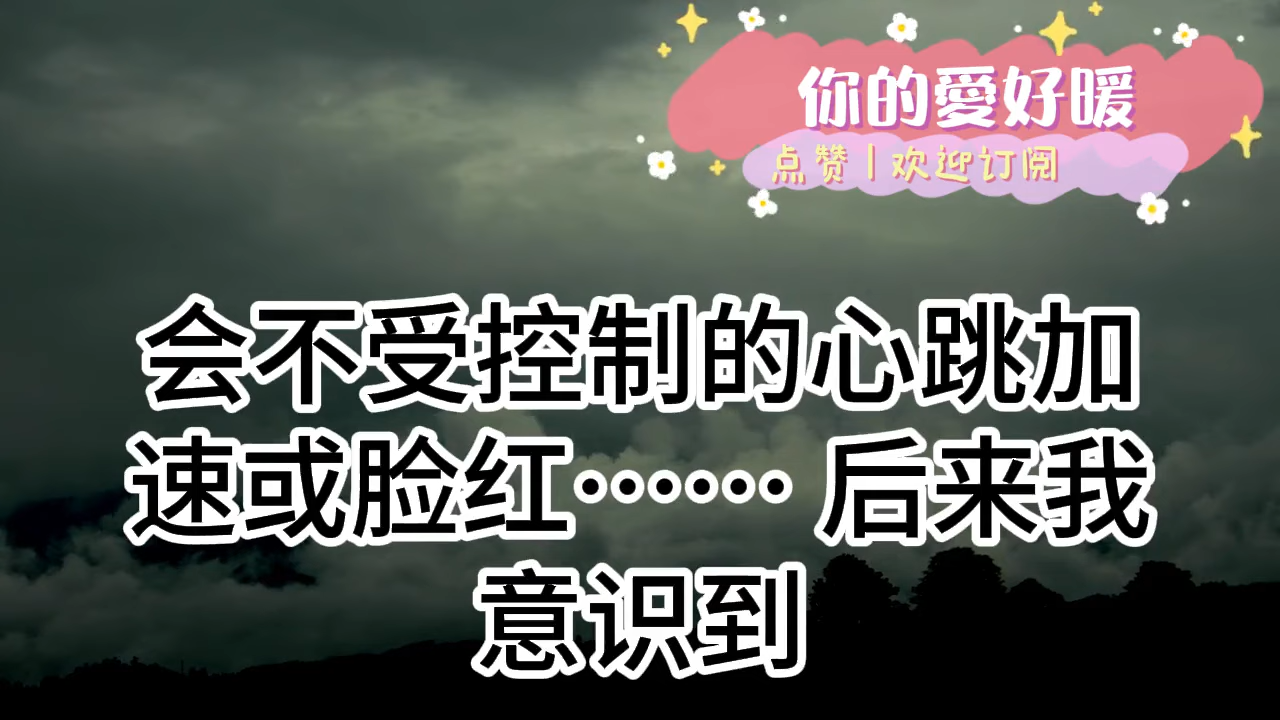 你的愛好暖
点赞 | 欢迎订阅
会不受控制的心跳加
速或脸红…… 后来我
意识到